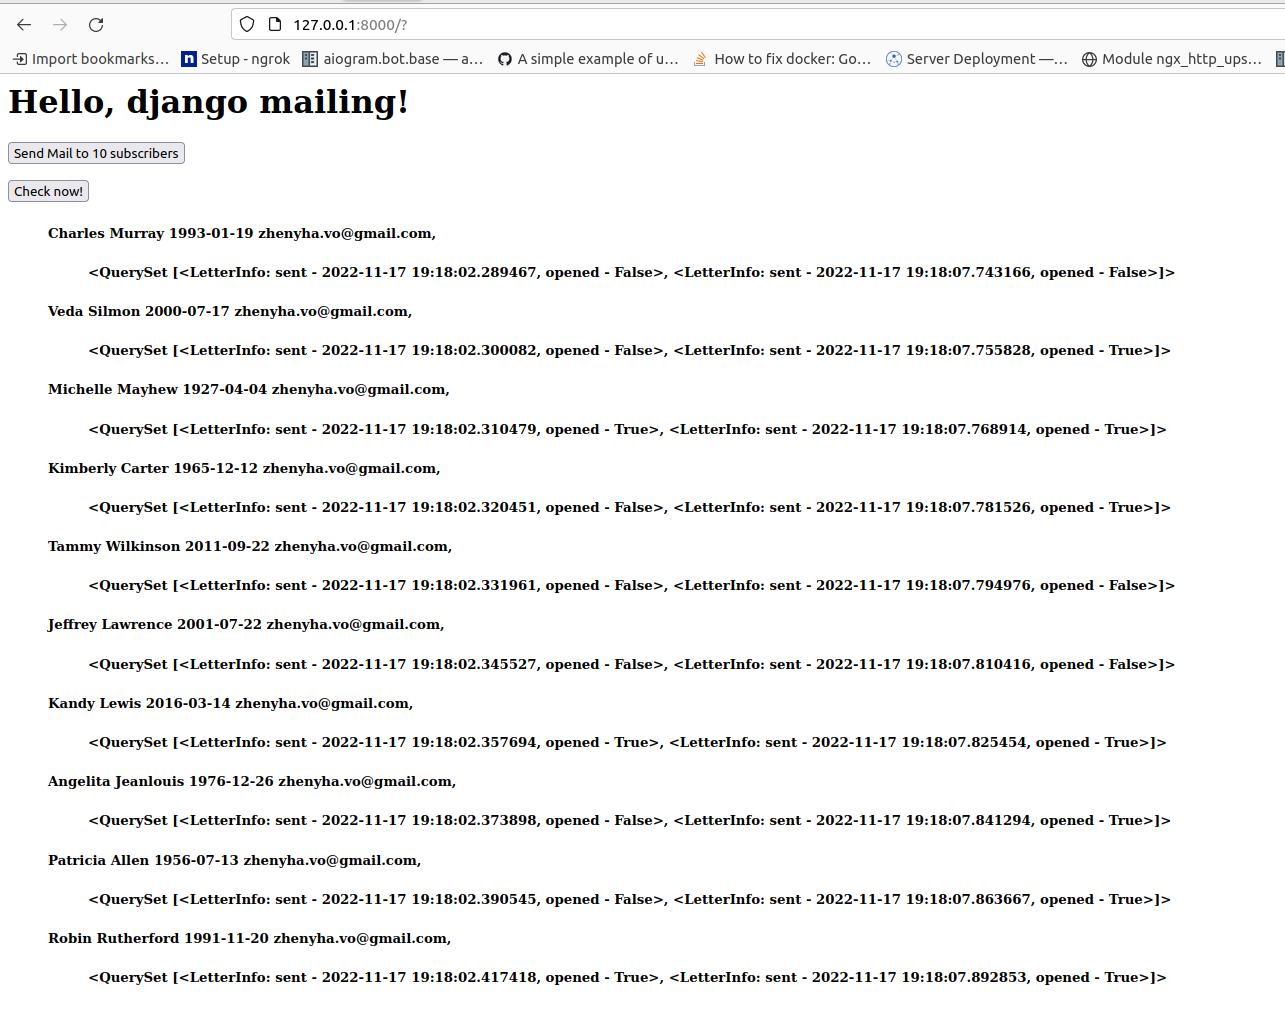 127.0.0.1:8000/?
Import bookmarks... Setup - ngrok aiogram.bot.base — a... A simple example of u... How to fix docker: Go... Server Deployment —... Module ngx_http_ups...
Hello, django mailing!
Send Mail to 10 subscribers
Check now!
Charles Murray 1993-01-19 zhenyha.vo@gmail.com,
<QuerySet [<LetterInfo: sent - 2022-11-17 19:18:02.289467, opened - False>, <LetterInfo: sent - 2022-11-17 19:18:07.743166, opened - False>]>
Veda Silmon 2000-07-17 zhenyha.vo@gmail.com,
<QuerySet [<LetterInfo: sent - 2022-11-17 19:18:02.300082, opened - False>, <LetterInfo: sent - 2022-11-17 19:18:07.755828, opened - True>]>
Michelle Mayhew 1927-04-04 zhenyha.vo@gmail.com,
<QuerySet [<LetterInfo: sent - 2022-11-17 19:18:02.310479, opened - True>, <LetterInfo: sent - 2022-11-17 19:18:07.768914, opened - True>]>
Kimberly Carter 1965-12-12 zhenyha.vo@gmail.com,
<QuerySet [<LetterInfo: sent - 2022-11-17 19:18:02.320451, opened - False>, <LetterInfo: sent - 2022-11-17 19:18:07.781526, opened - True>]>
Tammy Wilkinson 2011-09-22 zhenyha.vo@gmail.com,
<QuerySet [<LetterInfo: sent - 2022-11-17 19:18:02.331961, opened - False>, <LetterInfo: sent - 2022-11-17 19:18:07.794976, opened - False>]>
Jeffrey Lawrence 2001-07-22 zhenyha.vo@gmail.com,
<QuerySet [<LetterInfo: sent - 2022-11-17 19:18:02.345527, opened - False>, <LetterInfo: sent - 2022-11-17 19:18:07.810416, opened - False>]>
Kandy Lewis 2016-03-14 zhenyha.vo@gmail.com,
<QuerySet [<LetterInfo: sent - 2022-11-17 19:18:02.357694, opened - True>, <LetterInfo: sent - 2022-11-17 19:18:07.825454, opened - True>]>
Angelita Jeanlouis 1976-12-26 zhenyha.vo@gmail.com,
<QuerySet [<LetterInfo: sent - 2022-11-17 19:18:02.373898, opened - False>, <LetterInfo: sent - 2022-11-17 19:18:07.841294, opened - True>]>
Patricia Allen 1956-07-13 zhenyha.vo@gmail.com,
<QuerySet [<LetterInfo: sent - 2022-11-17 19:18:02.390545, opened - False>, <LetterInfo: sent - 2022-11-17 19:18:07.863667, opened - True>]>
Robin Rutherford 1991-11-20 zhenyha.vo@gmail.com,
<QuerySet [<LetterInfo: sent - 2022-11-17 19:18:02.417418, opened - True>, <LetterInfo: sent - 2022-11-17 19:18:07.892853, opened - True>]>